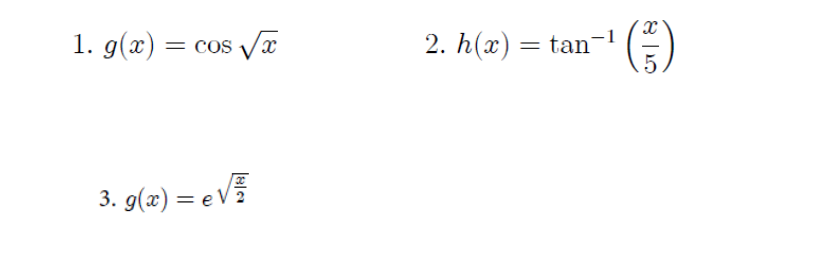 1. g(x) = cos √x
2. h(x) = tan⁻¹ (x/5)
3. g(x) = e^√(x/2)